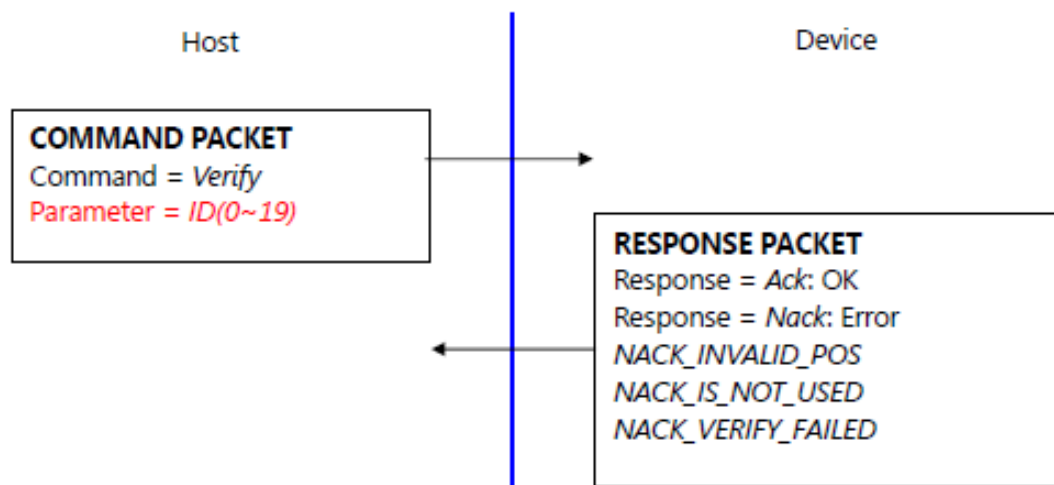 Host
Device
COMMAND PACKET
Command = Verify
Parameter = ID(0~19)
RESPONSE PACKET
Response = Ack: OK
Response = Nack: Error
NACK_INVALID_POS
NACK_IS_NOT_USED
NACK_VERIFY_FAILED